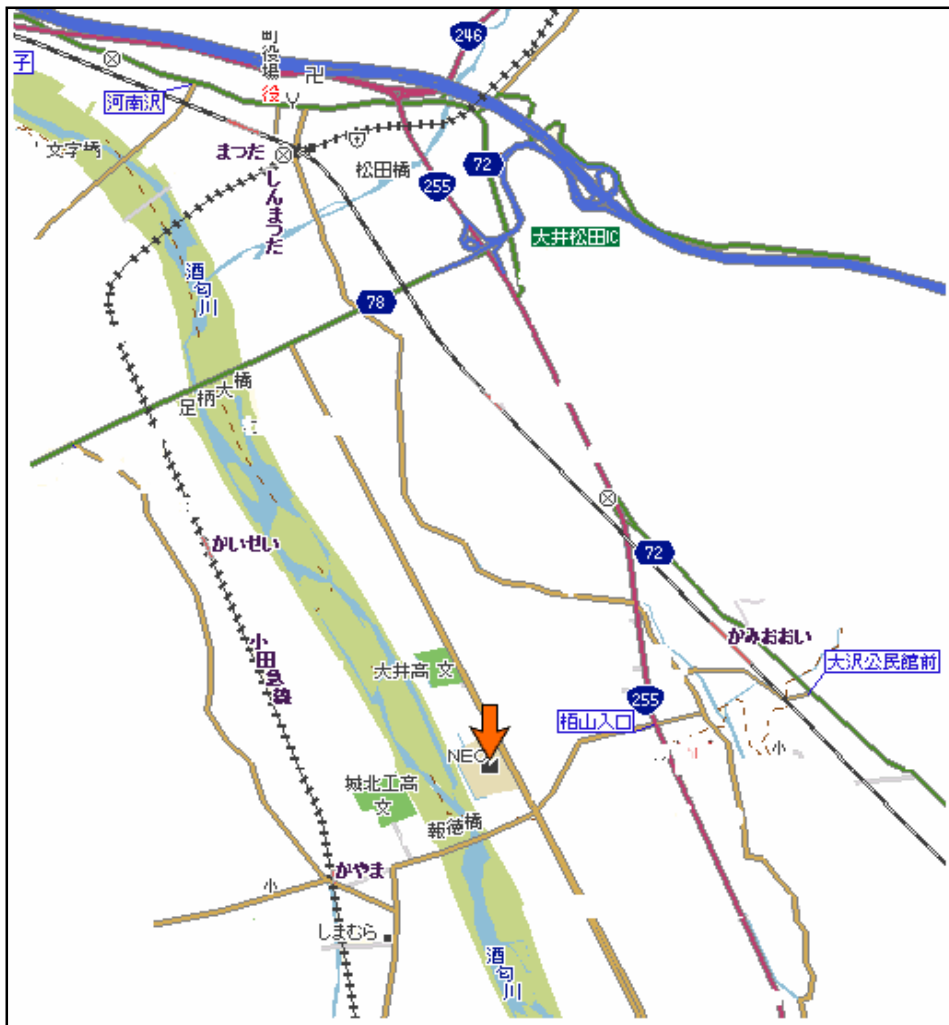 246
子
町役場
卍
役
河南沢
まつだ
文字橋
松田橋
72
255
しんまつだ
大井松田IC
酒匂川
78
足柄大橋
かいせい
72
小田急線
かみおおい
大井高
文
大沢公民館前
255
栢山入口
NEC
小
城北工高
文
報徳橋
かやま
小
しまむら
酒匂川